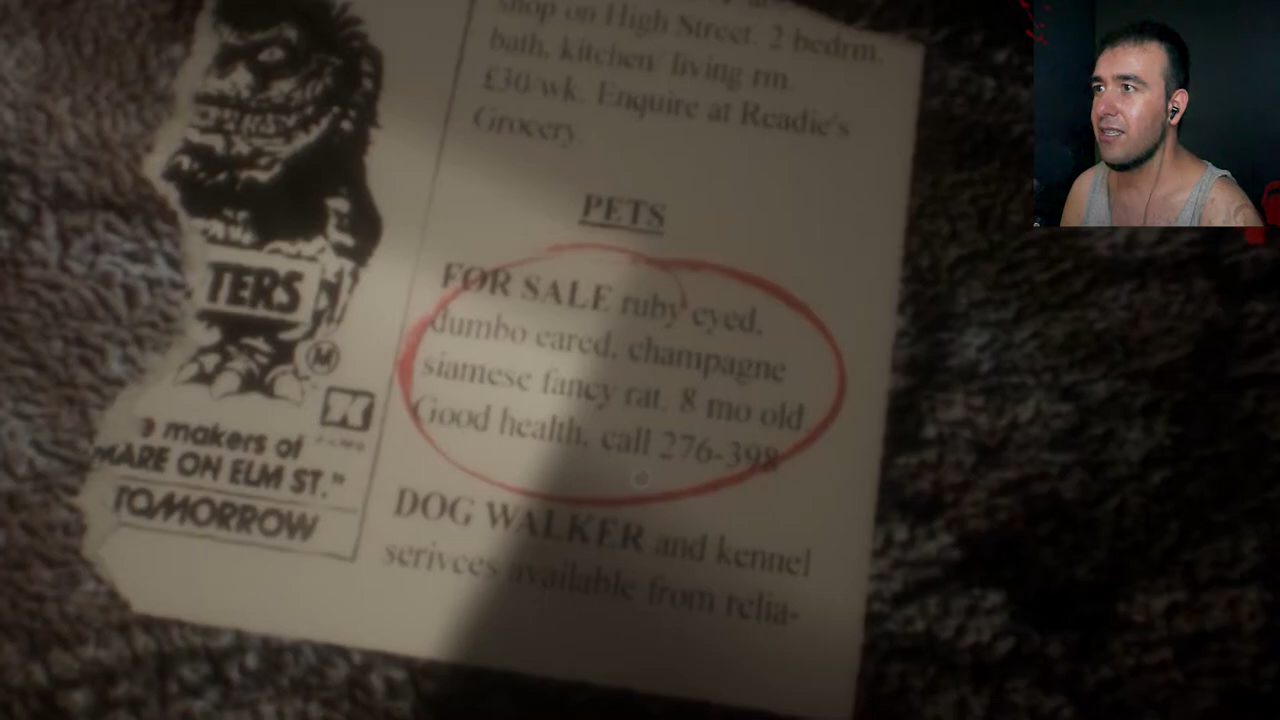 TERS
M
makers of
MARE ON ELM ST."
TOMORROW
shop on High Street. 2 bedrm.
bath. kitchen/ living rm.
£30/wk. Enquire at Readie's
Grocery.
PETS
FOR SALE ruby eyed,
dumbo eared, champagne
siamese fancy rat. 8 mo old
Good health. call 276-398
DOG WALKER and kennel
serivces available from relia-